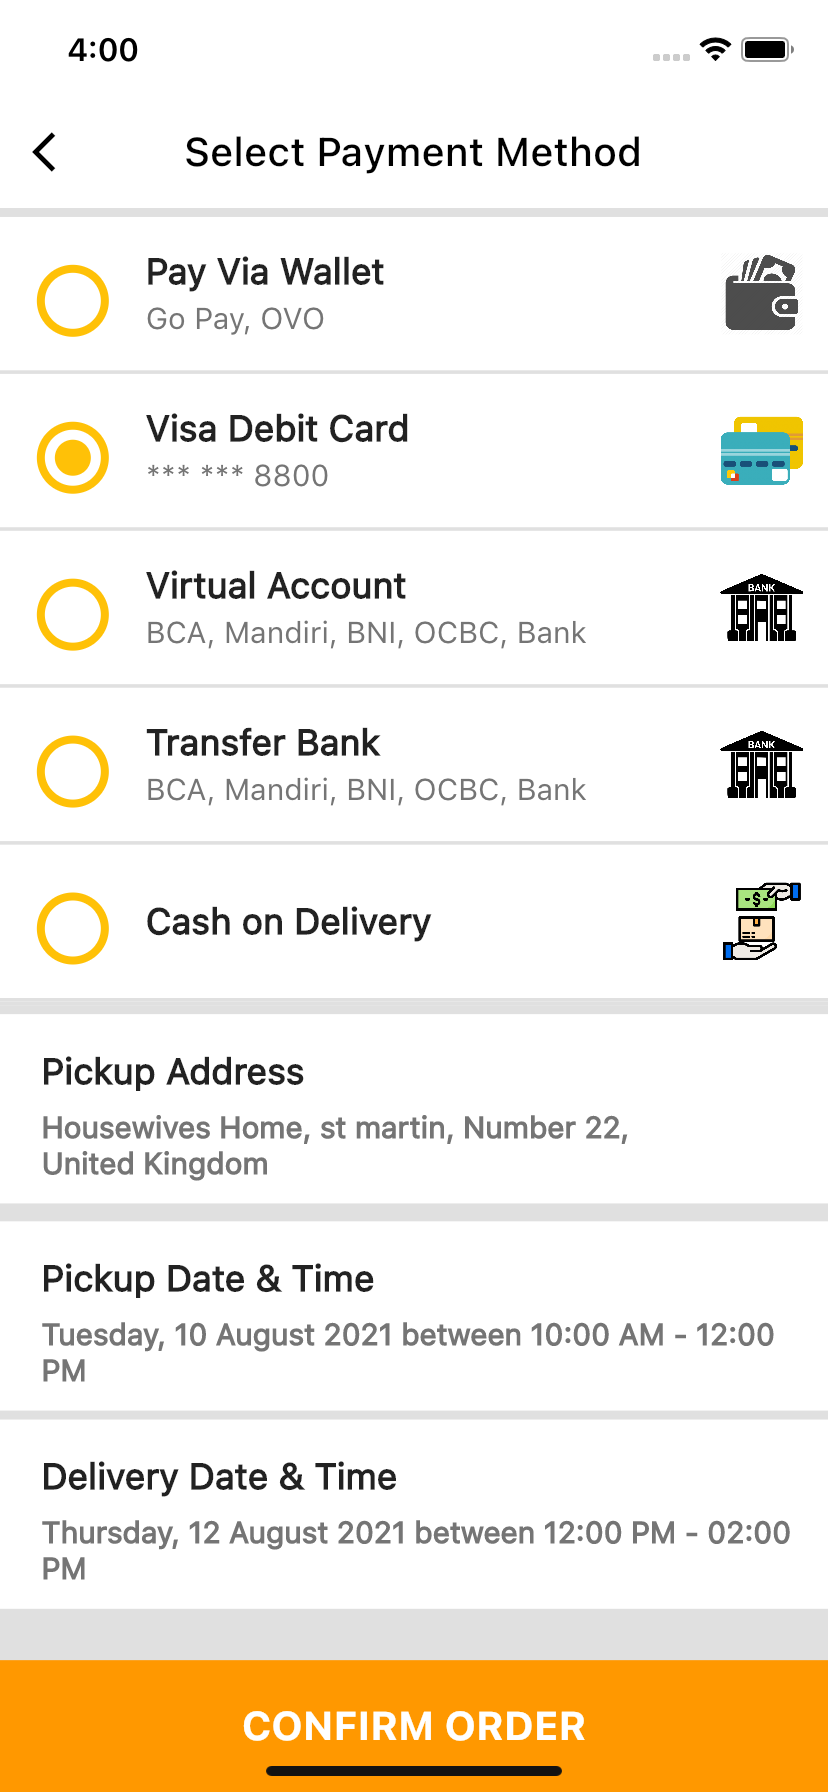 4:00
Select Payment Method
Pay Via Wallet
Go Pay, OVO
Visa Debit Card
*** *** 8800
Virtual Account
BANK
BCA, Mandiri, BNI, OCBC, Bank
Transfer Bank
BANK
BCA, Mandiri, BNI, OCBC, Bank
Cash on Delivery
-$-
Pickup Address
Housewives Home, st martin, Number 22,
United Kingdom
Pickup Date & Time
Tuesday, 10 August 2021 between 10:00 AM - 12:00
PM
Delivery Date & Time
Thursday, 12 August 2021 between 12:00 PM - 02:00
PM
CONFIRM ORDER